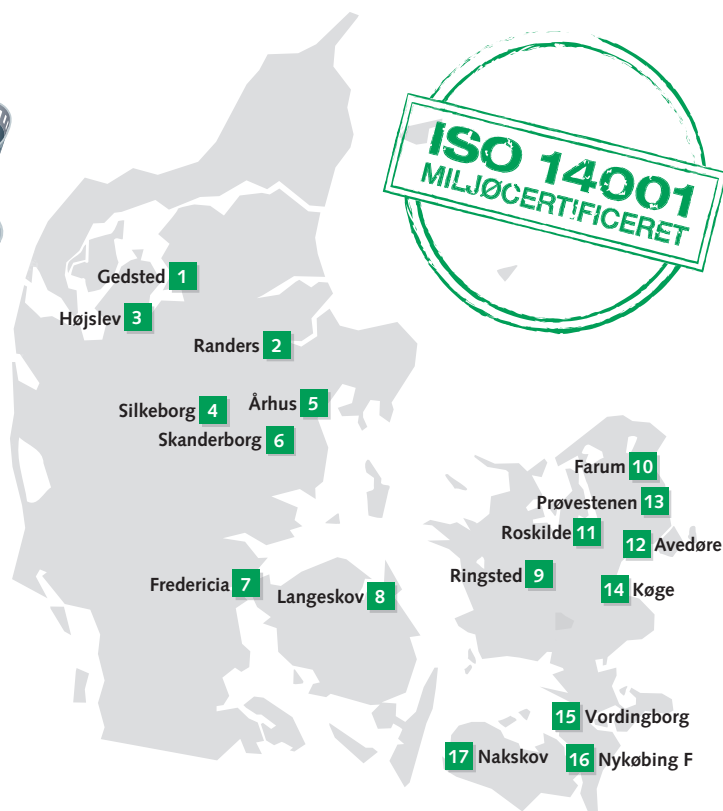 ISO 14001
MILJØCERTIFICERET
Gedsted 1
Højslev 3
Randers 2
Silkeborg 4
Århus 5
Skanderborg 6
Farum 10
Prøvestenen 13
Roskilde 11
12 Avedøre
Ringsted 9
Fredericia 7
Langeskov 8
14 Køge
15 Vordingborg
17 Nakskov
16 Nykøbing F